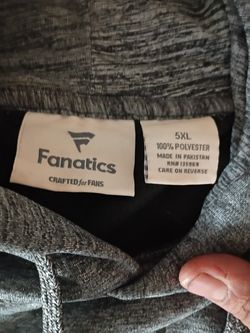 Fanatics
CRAFTED for FANS
5XL
100% POLYESTER
MADE IN PAKISTAN
CARE ON REVERSE